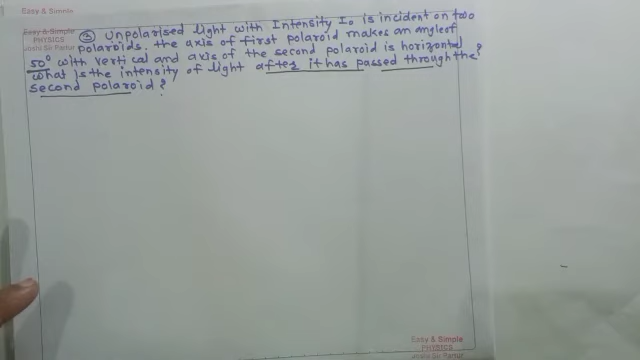 Easy & Simple
Easy & Simple
PHYSICS
③ Unpolarised light with Intensity I₀ is incident on two
polaroids. the axis of first polaroid makes an angle of
50° with vertical and axis of the second polaroid is horizontal
what is the intensity of light after it has passed through the?
second polaroid?
Easy & Simple
PHYSICS